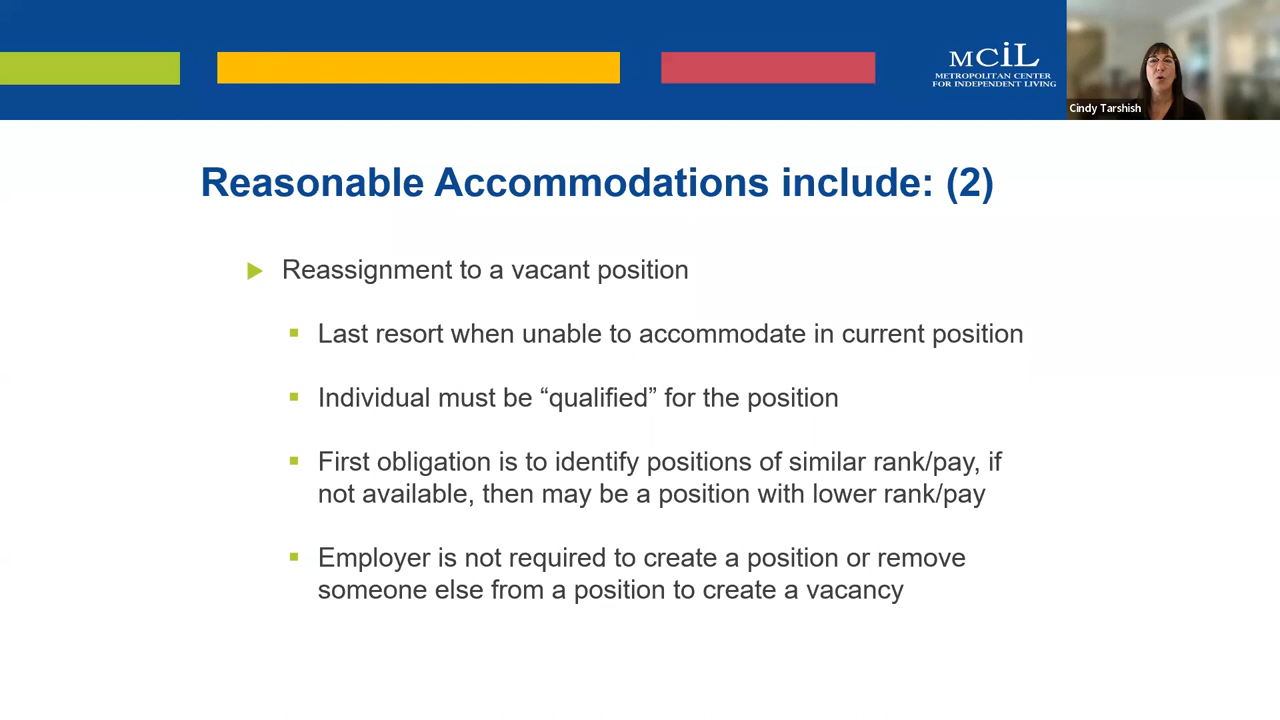 MCiL
METROPOLITAN CENTER
FOR INDEPENDENT LIVING
Cindy Tarshish
Reasonable Accommodations include: (2)
Reassignment to a vacant position
Last resort when unable to accommodate in current position
Individual must be “qualified” for the position
First obligation is to identify positions of similar rank/pay, if
not available, then may be a position with lower rank/pay
Employer is not required to create a position or remove
someone else from a position to create a vacancy